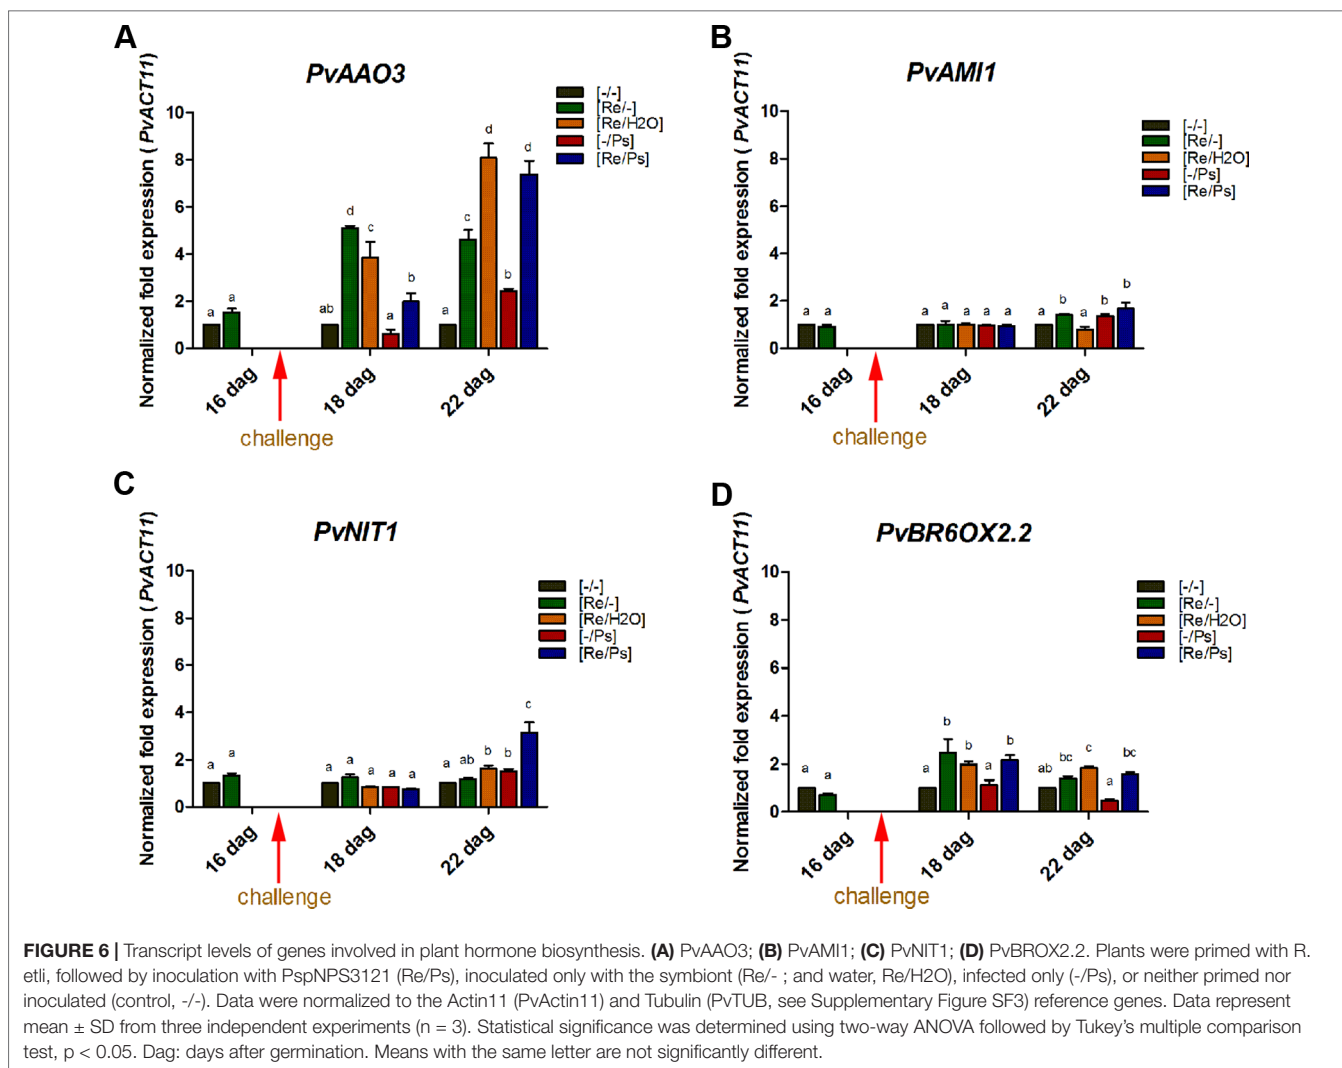 A
PvAAO3
Normalized fold expression ( PvACT11)
10
8
6
4
2
0
[-/-]
[Re/-]
[Re/H2O]
[-/Ps]
[Re/Ps]
a
a
ab
d
c
a
b
a
c
d
b
d
16 dag
18 dag
22 dag
challenge
B
PvAMI1
Normalized fold expression ( PvACT11)
10
8
6
4
2
0
[-/-]
[Re/-]
[Re/H2O]
[-/Ps]
[Re/Ps]
a
a
a
a
a
a
a
a
b
a
b
b
16 dag
18 dag
22 dag
challenge
C
PvNIT1
Normalized fold expression ( PvACT11)
10
8
6
4
2
0
[-/-]
[Re/-]
[Re/H2O]
[-/Ps]
[Re/Ps]
a
a
a
a
a
a
a
a
ab
b
b
c
16 dag
18 dag
22 dag
challenge
D
PvBR6OX2.2
Normalized fold expression ( PvACT11)
10
8
6
4
2
0
[-/-]
[Re/-]
[Re/H2O]
[-/Ps]
[Re/Ps]
a
a
a
b
b
a
b
ab
bc
c
a
bc
16 dag
18 dag
22 dag
challenge
FIGURE 6 | Transcript levels of genes involved in plant hormone biosynthesis. (A) PvAAO3; (B) PvAMI1; (C) PvNIT1; (D) PvBROX2.2. Plants were primed with R.
etli, followed by inoculation with PspNPS3121 (Re/Ps), inoculated only with the symbiont (Re/- ; and water, Re/H2O), infected only (-/Ps), or neither primed nor
inoculated (control, -/-). Data were normalized to the Actin11 (PvActin11) and Tubulin (PvTUB, see Supplementary Figure SF3) reference genes. Data represent
mean ± SD from three independent experiments (n = 3). Statistical significance was determined using two-way ANOVA followed by Tukey's multiple comparison
test, p < 0.05. Dag: days after germination. Means with the same letter are not significantly different.